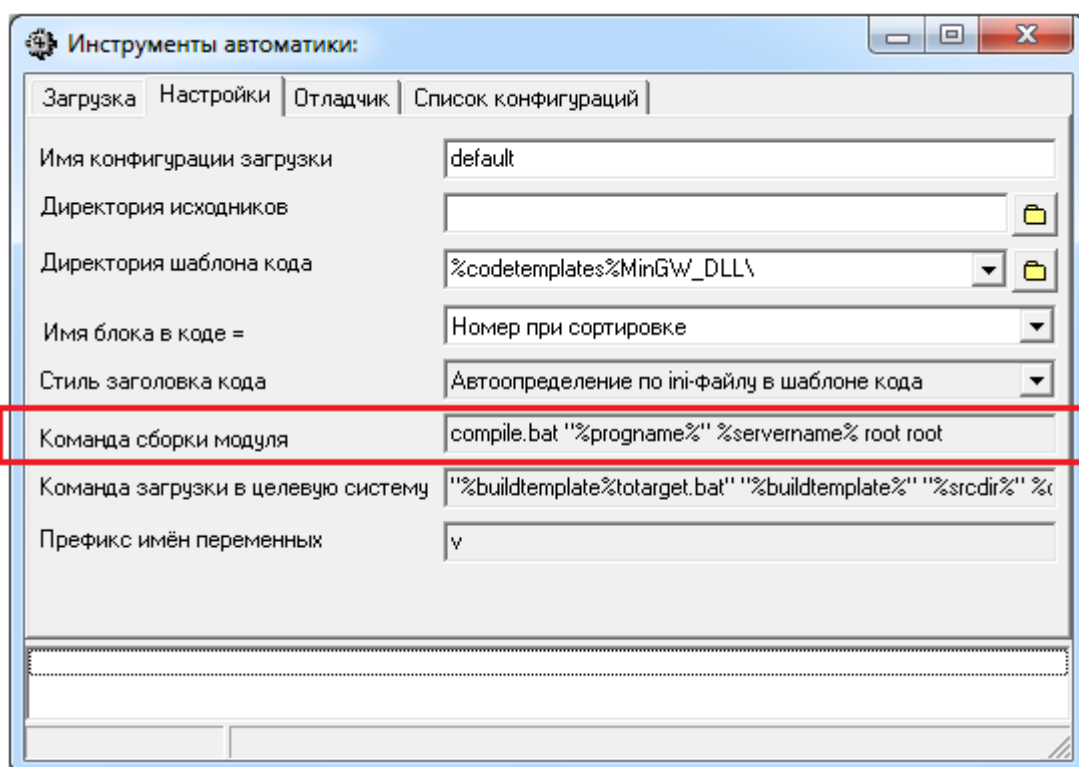 Инструменты автоматики:
Загрузка Настройки Отладчик Список конфигураций
Имя конфигурации загрузки default
Директория исходников
Директория шаблона кода %codetemplates%MinGW_DLL\
Имя блока в коде = Номер при сортировке
Стиль заголовка кода Автоопределение по ini-файлу в шаблоне кода
Команда сборки модуля compile.bat "%progname%" %servername% root root
Команда загрузки в целевую систему "%buildtemplate%totarget.bat" "%buildtemplate%" "%srcdir%"
Префикс имён переменных v